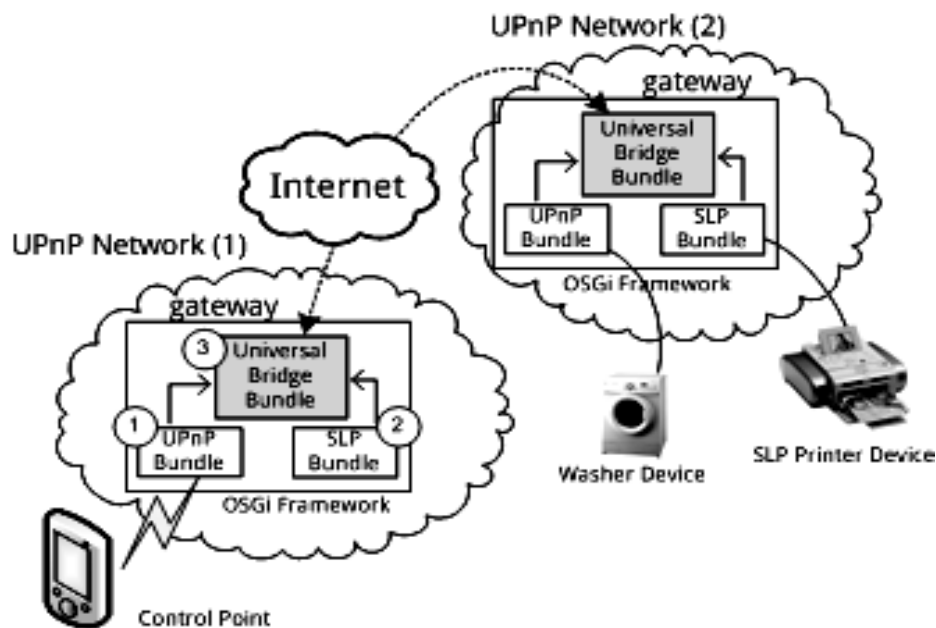 UPnP Network (2)
gateway
Universal
Bridge
Bundle
UPnP
Bundle
SLP
Bundle
OSGi Framework
Internet
UPnP Network (1)
gateway
3
Universal
Bridge
Bundle
1
UPnP
Bundle
SLP
Bundle
2
OSGi Framework
Washer Device
SLP Printer Device
Control Point